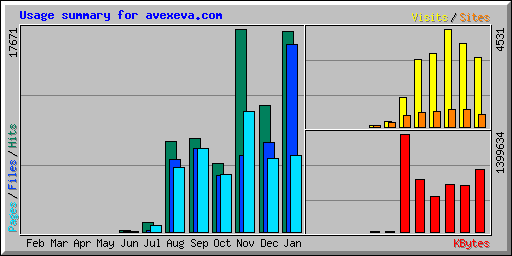 Usage summary for avexeva.com
Visits/Sites
17671
4531
Pages/Files/Hits
1399634
Feb Mar Apr May Jun Jul Aug Sep Oct Nov Dec Jan
KBytes